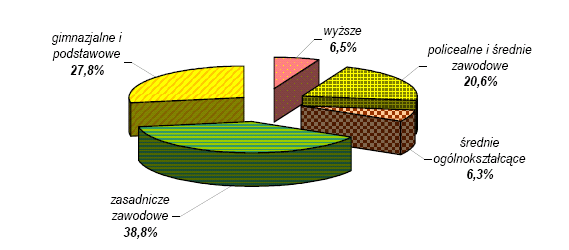 wyższe
6,5%
gimnazjalne i
podstawowe
27,8%
policealne i średnie
zawodowe
20,6%
średnie
ogólnokształcące
6,3%
zasadnicze
zawodowe
38,8%